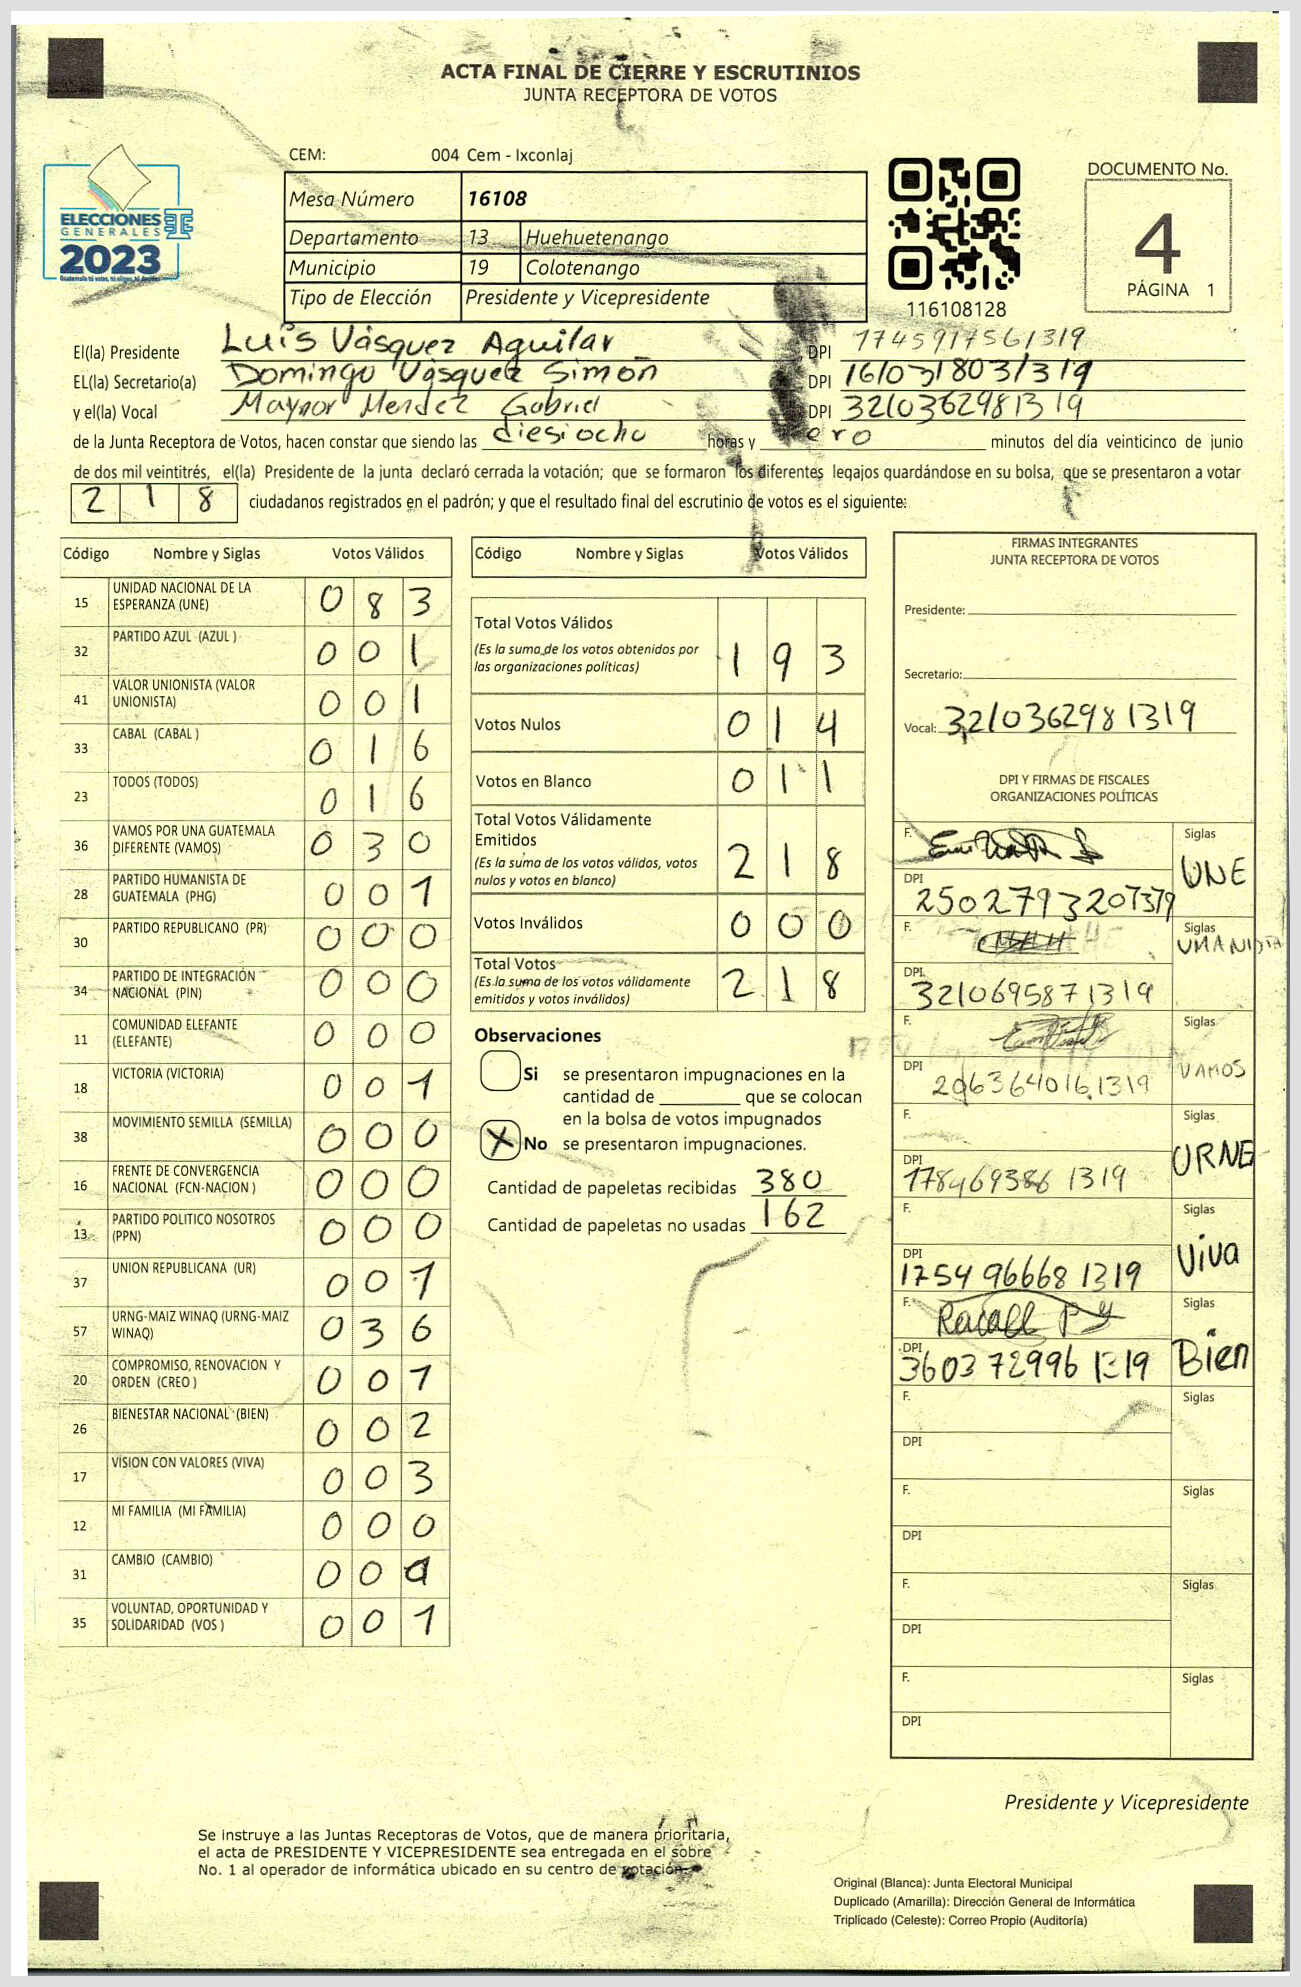 ACTA FINAL DE CIERRE Y ESCRUTINIOS
JUNTA RECEPTORA DE VOTOS
CEM: 004 Cem - Ixconlaj
ELECCIONES
GENERALES
2023
Mesa Número 16108
Departamento 13 Huehuetenango
Municipio 19 Colotenango
Tipo de Elección Presidente y Vicepresidente
116108128
DOCUMENTO No.
4
PÁGINA 1
El(la) Presidente Luis Vásquez Aguilar DPI 1745917561319
EL(la) Secretario(a) Domingo Vásquez Simón DPI 1610318031319
y el(la) Vocal Maynor Mendez Gabriel DPI 3210362981319
de la Junta Receptora de Votos, hacen constar que siendo las diesiocho horas y ero minutos del día veinticinco de junio
de dos mil veintitrés, el(la) Presidente de la junta declaró cerrada la votación; que se formaron los diferentes legajos guardándose en su bolsa, que se presentaron a votar
218 ciudadanos registrados en el padrón; y que el resultado final del escrutinio de votos es el siguiente:
Código Nombre y Siglas Votos Válidos
15 UNIDAD NACIONAL DE LA ESPERANZA (UNE) 0 8 3
32 PARTIDO AZUL (AZUL ) 0 0 1
41 VALOR UNIONISTA (VALOR UNIONISTA) 0 0 1
33 CABAL (CABAL ) 0 1 6
23 TODOS (TODOS) 0 1 6
36 VAMOS POR UNA GUATEMALA DIFERENTE (VAMOS) 0 3 0
28 PARTIDO HUMANISTA DE GUATEMALA (PHG) 0 0 1
30 PARTIDO REPUBLICANO (PR) 0 0 0
34 PARTIDO DE INTEGRACIÓN NACIONAL (PIN) 0 0 0
11 COMUNIDAD ELEFANTE (ELEFANTE) 0 0 0
18 VICTORIA (VICTORIA) 0 0 1
38 MOVIMIENTO SEMILLA (SEMILLA) 0 0 0
16 FRENTE DE CONVERGENCIA NACIONAL (FCN-NACION ) 0 0 0
13 PARTIDO POLITICO NOSOTROS (PPN) 0 0 0
37 UNION REPUBLICANA (UR) 0 0 1
57 URNG-MAIZ WINAQ (URNG-MAIZ WINAQ) 0 3 6
20 COMPROMISO, RENOVACION Y ORDEN (CREO ) 0 0 1
26 BIENESTAR NACIONAL (BIEN) 0 0 2
17 VISION CON VALORES (VIVA) 0 0 3
12 MI FAMILIA (MI FAMILIA) 0 0 0
31 CAMBIO (CAMBIO) 0 0
35 VOLUNTAD, OPORTUNIDAD Y SOLIDARIDAD (VOS ) 0 0 1
Código Nombre y Siglas Votos Válidos
Total Votos Válidos 1 9 3
(Es la suma de los votos obtenidos por
las organizaciones políticas)
Votos Nulos 0 1 4
Votos en Blanco 0 1 1
Total Votos Válidamente
Emitidos 2 1 8
(Es la suma de los votos válidos, votos
nulos y votos en blanco)
Votos Inválidos 0 0 0
Total Votos 2 1 8
(Es la suma de los votos válidamente
emitidos y votos inválidos)
Observaciones
Si se presentaron impugnaciones en la
cantidad de ________ que se colocan
en la bolsa de votos impugnados
X No se presentaron impugnaciones.
Cantidad de papeletas recibidas 380
Cantidad de papeletas no usadas 162
FIRMAS INTEGRANTES
JUNTA RECEPTORA DE VOTOS
Presidente:
Secretario:
Vocal: 3210362981319
DPI Y FIRMAS DE FISCALES
ORGANIZACIONES POLÍTICAS
F. Siglas UNE
DPI 2502793207379
F. Siglas UMANISTA
DPI 3210695871319
F. Siglas VAMOS
DPI 2063640161319
F. Siglas URNG
DPI 1784693861319
F. Siglas Viva
DPI 1754966681319
F. Siglas Bien
DPI 3603729961319
F. Siglas
DPI
F. Siglas
DPI
F. Siglas
DPI
F. Siglas
DPI
Presidente y Vicepresidente
Se instruye a las Juntas Receptoras de Votos, que de manera prioritaria,
el acta de PRESIDENTE Y VICEPRESIDENTE sea entregada en el sobre
No. 1 al operador de informática ubicado en su centro de votación.
Original (Blanca): Junta Electoral Municipal
Duplicado (Amarilla): Dirección General de Informática
Triplicado (Celeste): Correo Propio (Auditoría)